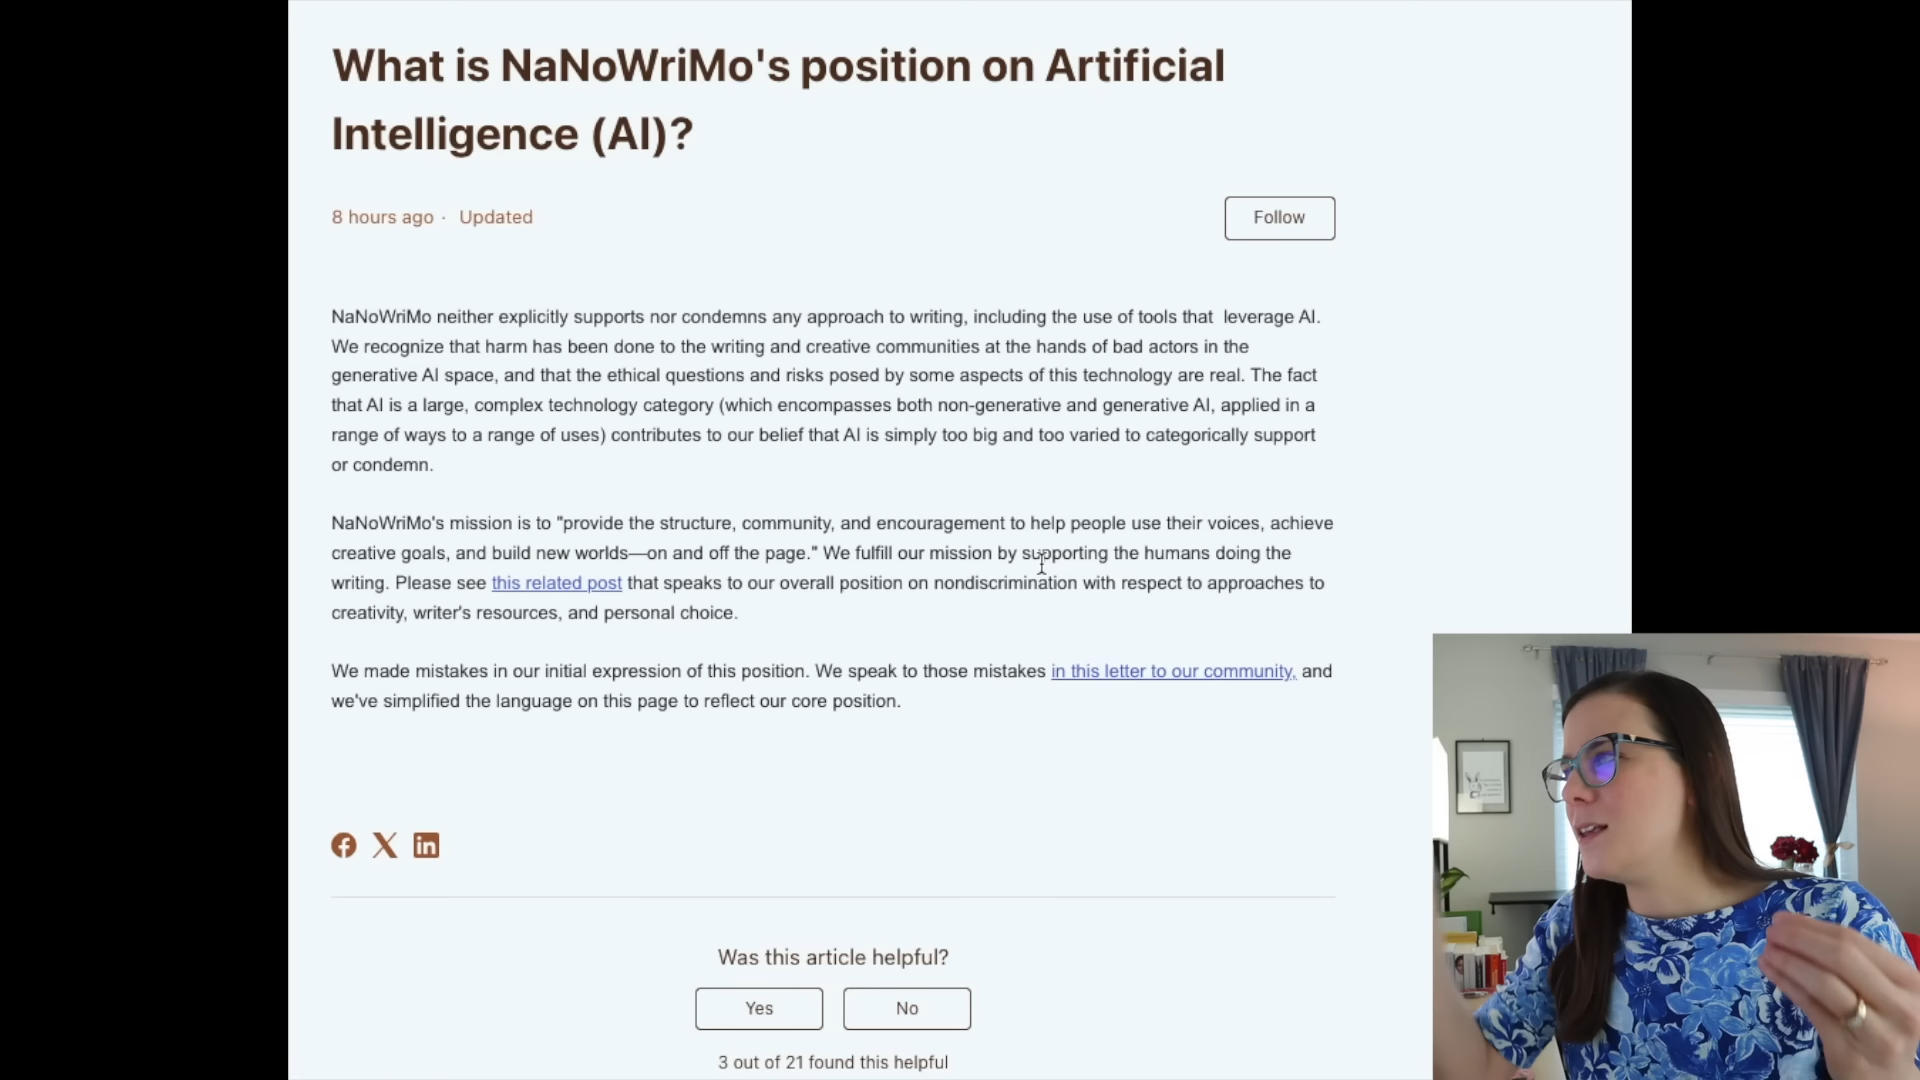 What is NaNoWriMo's position on Artificial
Intelligence (AI)?
8 hours ago · Updated
Follow
NaNoWriMo neither explicitly supports nor condemns any approach to writing, including the use of tools that  leverage AI.
We recognize that harm has been done to the writing and creative communities at the hands of bad actors in the
generative AI space, and that the ethical questions and risks posed by some aspects of this technology are real. The fact
that AI is a large, complex technology category (which encompasses both non-generative and generative AI, applied in a
range of ways to a range of uses) contributes to our belief that AI is simply too big and too varied to categorically support
or condemn.
NaNoWriMo's mission is to "provide the structure, community, and encouragement to help people use their voices, achieve
creative goals, and build new worlds—on and off the page." We fulfill our mission by supporting the humans doing the
writing. Please see this related post that speaks to our overall position on nondiscrimination with respect to approaches to
creativity, writer's resources, and personal choice.
We made mistakes in our initial expression of this position. We speak to those mistakes in this letter to our community, and
we've simplified the language on this page to reflect our core position.
Was this article helpful?
Yes No
3 out of 21 found this helpful